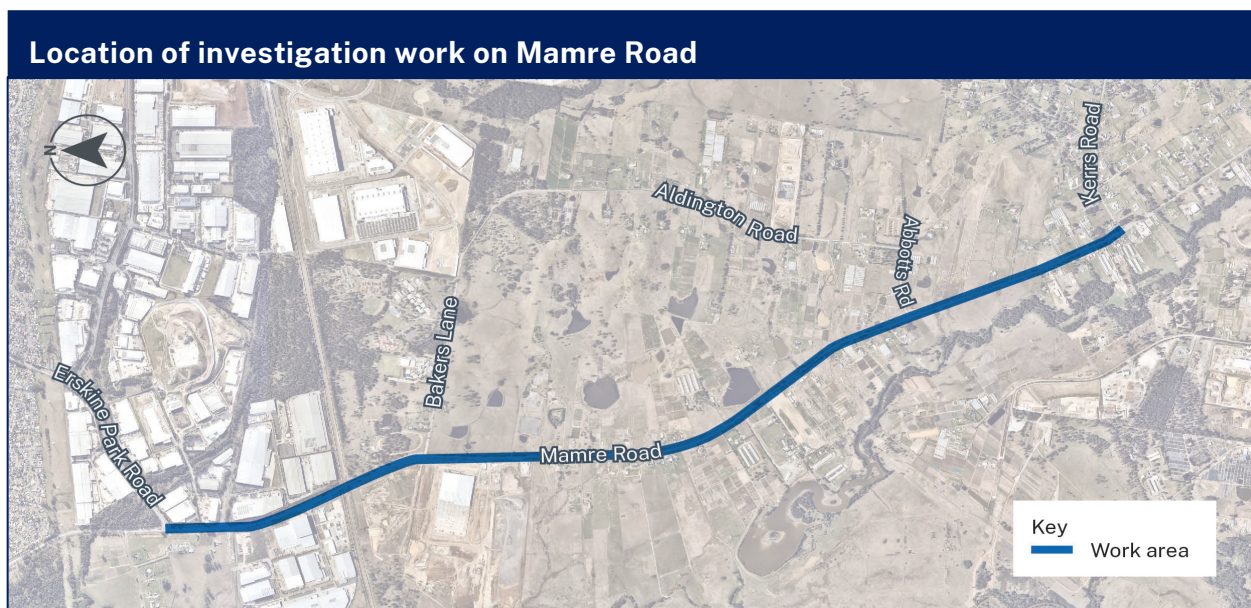 Location of investigation work on Mamre Road
N
Kerrs Road
Aldington Road
Abbotts Rd
Bakers Lane
Erskine Park Road
Mamre Road
Key
Work area